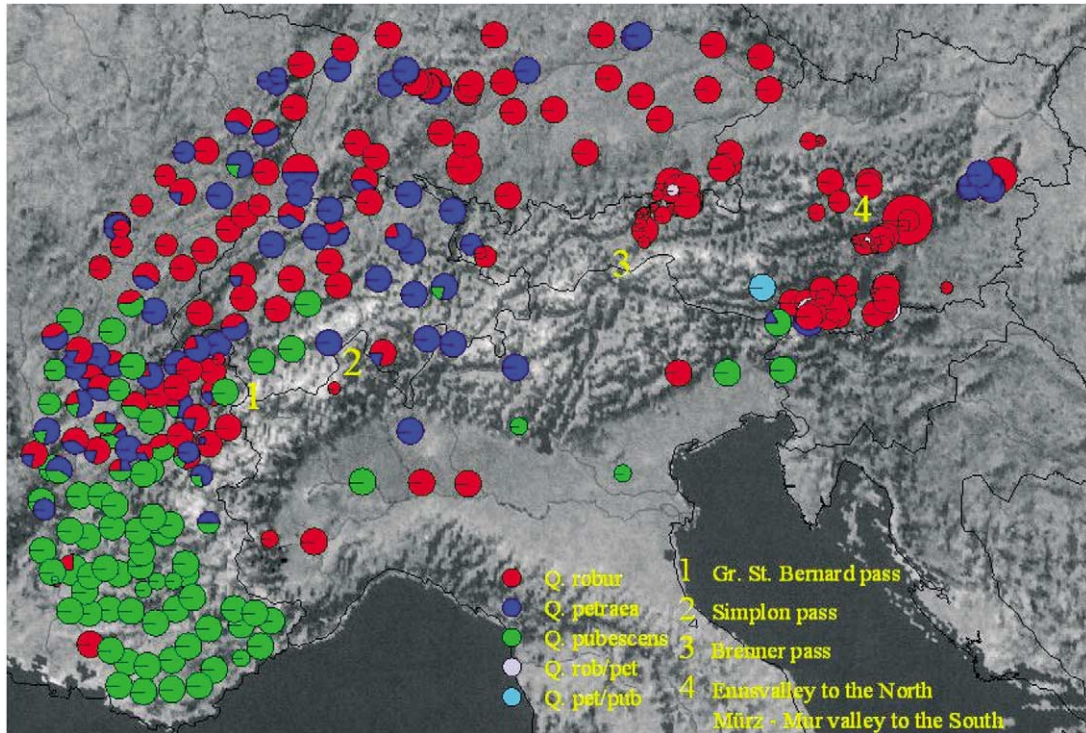 4
3
2
1
Q. robur
Q. petraea
Q. pubescens
Q. rob/pet
Q. pet/pub
1 Gr. St. Bernard pass
2 Simplon pass
3 Brenner pass
4 Ennsvalley to the North
Mürz - Mur valley to the South